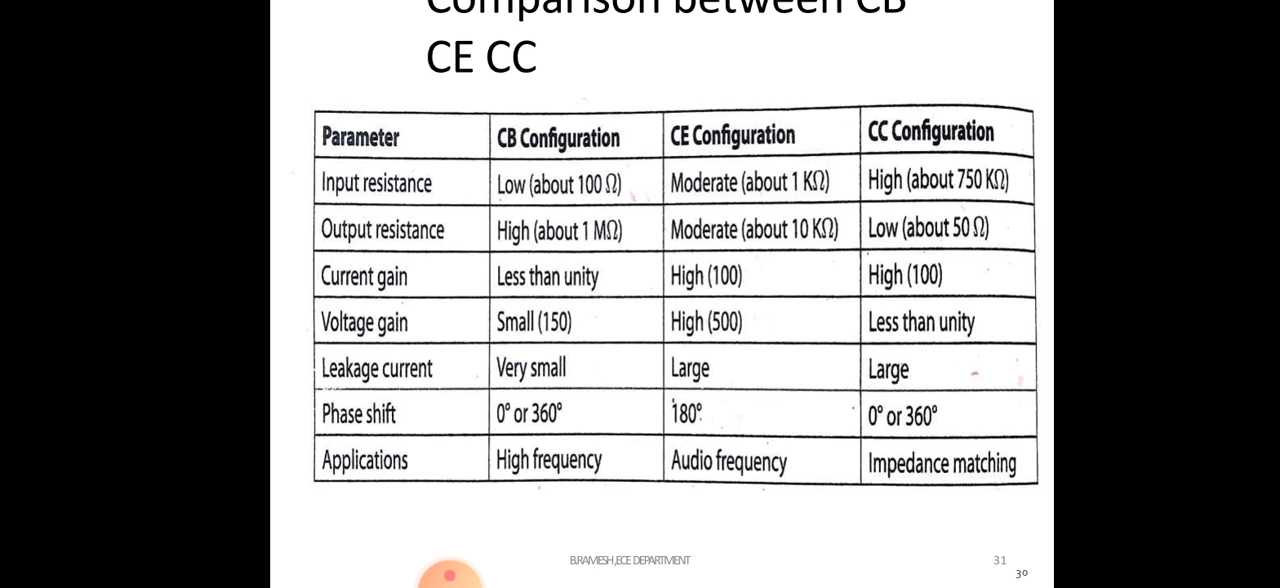 Comparison between CB
CE CC
Parameter CB Configuration CE Configuration CC Configuration
Input resistance Low (about 100 Ω) Moderate (about 1 KΩ) High (about 750 KΩ)
Output resistance High (about 1 MΩ) Moderate (about 10 KΩ) Low (about 50 Ω)
Current gain Less than unity High (100) High (100)
Voltage gain Small (150) High (500) Less than unity
Leakage current Very small Large Large
Phase shift 0° or 360° 180° 0° or 360°
Applications High frequency Audio frequency Impedance matching
B.RAMESH,ECE DEPARTMENT 31
30